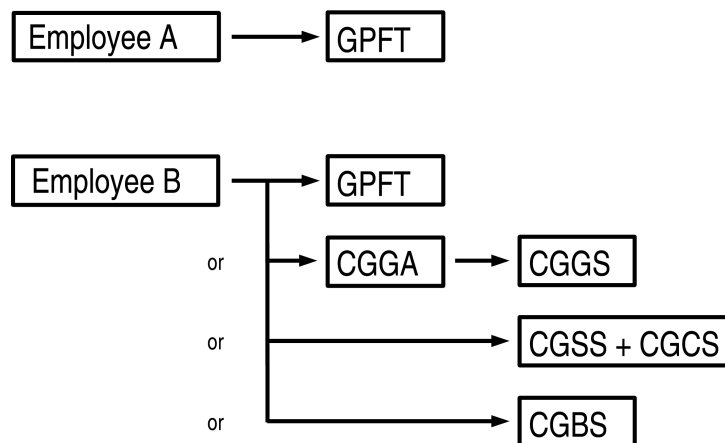 Employee A GPFT
Employee B GPFT
or CGGA CGGS
or CGSS + CGCS
or CGBS